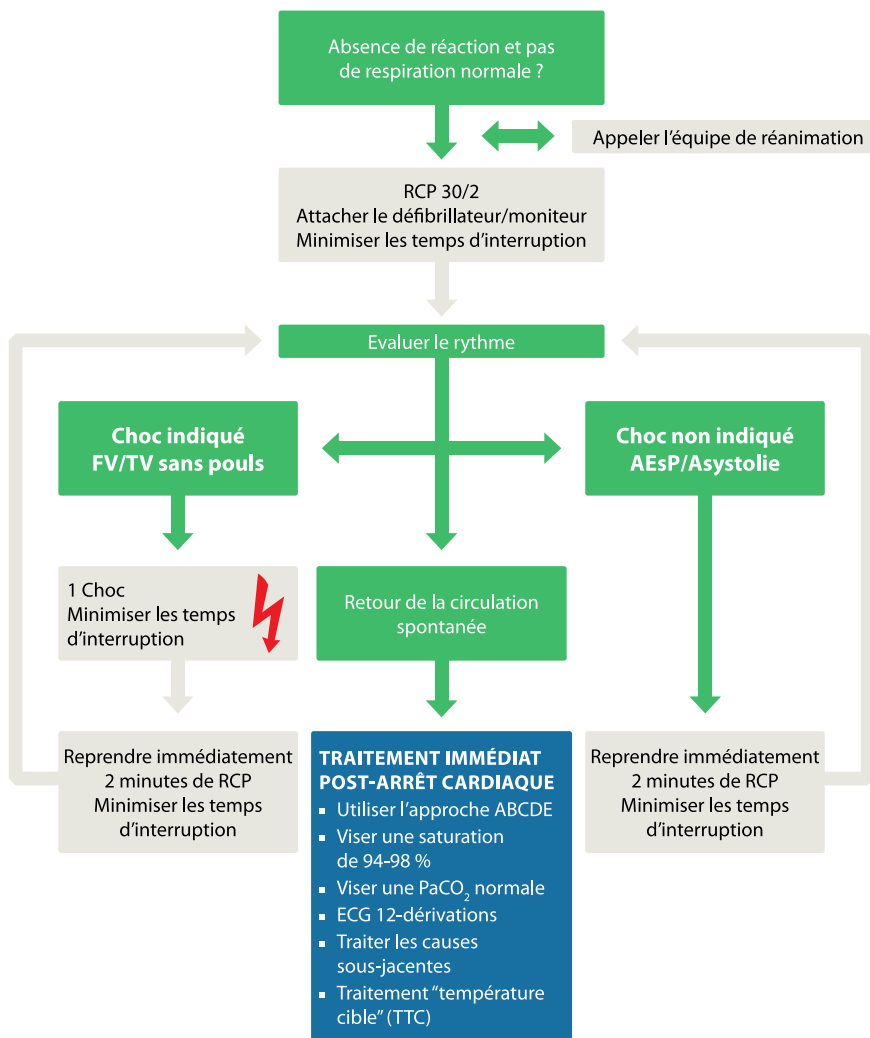 Absence de réaction et pas
de respiration normale ?
Appeler l’équipe de réanimation
RCP 30/2
Attacher le défibrillateur/moniteur
Minimiser les temps d’interruption
Evaluer le rythme
Choc indiqué
FV/TV sans pouls
Choc non indiqué
AEsP/Asystolie
1 Choc
Minimiser les temps
d’interruption
Retour de la circulation
spontanée
Reprendre immédiatement
2 minutes de RCP
Minimiser les temps
d’interruption
TRAITEMENT IMMÉDIAT
POST-ARRÊT CARDIAQUE
▪ Utiliser l’approche ABCDE
▪ Viser une saturation
de 94-98 %
▪ Viser une PaCO₂ normale
▪ ECG 12-dérivations
▪ Traiter les causes
sous-jacentes
▪ Traitement “température
cible” (TTC)
Reprendre immédiatement
2 minutes de RCP
Minimiser les temps
d’interruption